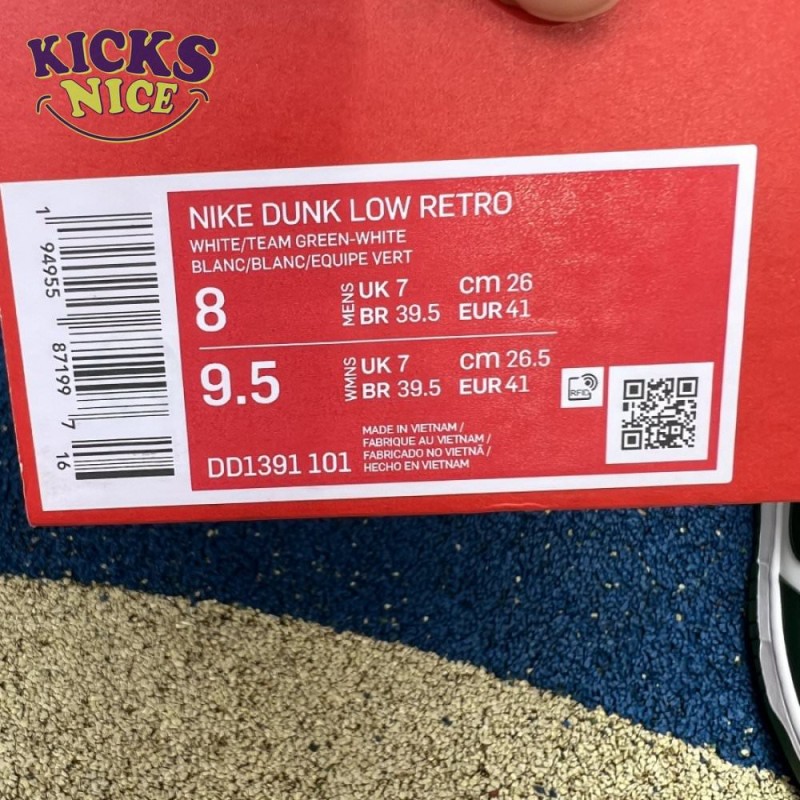 KICKS
NICE
NIKE DUNK LOW RETRO
WHITE/TEAM GREEN-WHITE
BLANC/BLANC/EQUIPE VERT
8
MENS
UK 7 cm 26
BR 39.5 EUR 41
9.5
WMNS
UK 7 cm 26.5
BR 39.5 EUR 41
RFID
DD1391 101
MADE IN VIETNAM /
FABRIQUE AU VIETNAM /
FABRICADO NO VIETNÃ /
HECHO EN VIETNAM
1 94955 87199 7 16